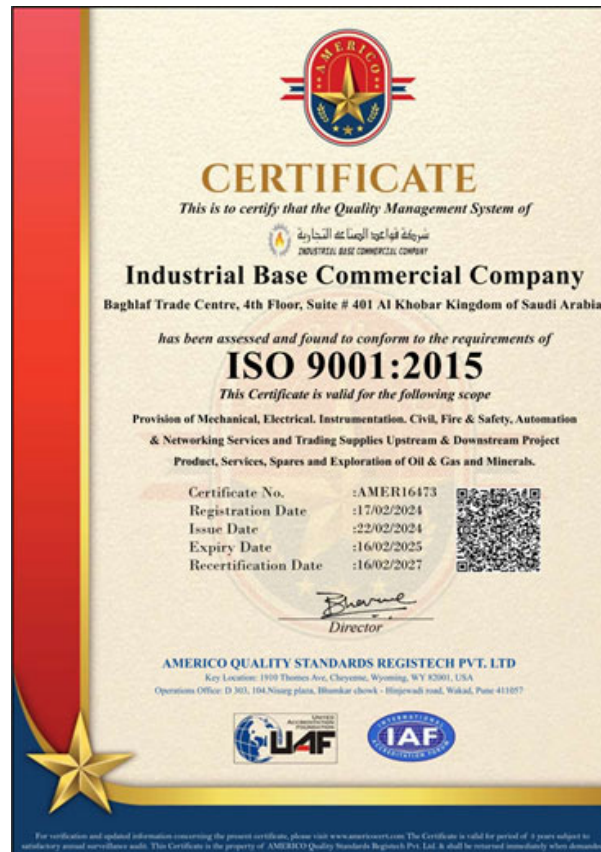 AMERICO
CERTIFICATE
This is to certify that the Quality Management System of
شركة قواعد الصناعة التجارية
INDUSTRIAL BASE COMMERCIAL COMPANY
Industrial Base Commercial Company
Baghlaf Trade Centre, 4th Floor, Suite # 401 Al Khobar Kingdom of Saudi Arabia
has been assessed and found to conform to the requirements of
ISO 9001:2015
This Certificate is valid for the following scope
Provision of Mechanical, Electrical. Instrumentation. Civil, Fire & Safety, Automation
& Networking Services and Trading Supplies Upstream & Downstream Project
Product, Services, Spares and Exploration of Oil & Gas and Minerals.
Certificate No. :AMER16473
Registration Date :17/02/2024
Issue Date :22/02/2024
Expiry Date :16/02/2025
Recertification Date :16/02/2027
Director
AMERICO QUALITY STANDARDS REGISTECH PVT. LTD
Key Location: 1910 Thomes Ave, Cheyenne, Wyoming, WY 82001, USA
Operations Office: D 303, 104,Nisarg plaza, Bhumkar chowk - Hinjewadi road, Wakad, Pune 411057
UNITED
ACCREDITATION
FOUNDATION
UAF
INTERNATIONAL
IAF
ACCREDITATION FORUM
For verification and updated information concerning the present certificate, please visit www.americocert.com The Certificate is valid for period of 3 years subject to
satisfactory annual surveillance audit. This Certificate is the property of AMERICO Quality Standards Registech Pvt. Ltd. & shall be returned immediately when demanded